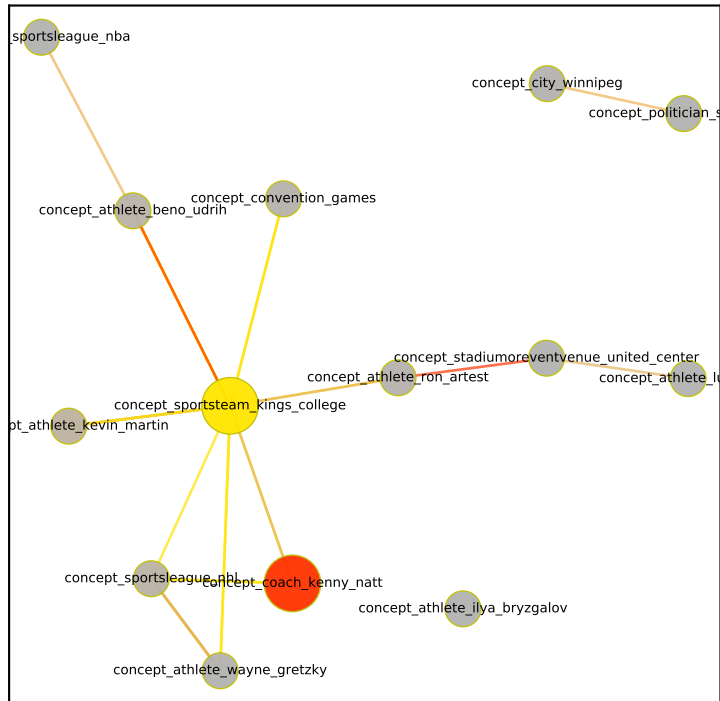 _sportsleague_nba
concept_city_winnipeg
concept_politician_s
concept_convention_games
concept_athlete_beno_udrih
concept_stadiumoreventvenue_united_center
concept_athlete_ron_artest
concept_athlete_lu
concept_sportsteam_kings_college
pt_athlete_kevin_martin
concept_sportsleague_nhl
concept_coach_kenny_natt
concept_athlete_ilya_bryzgalov
concept_athlete_wayne_gretzky